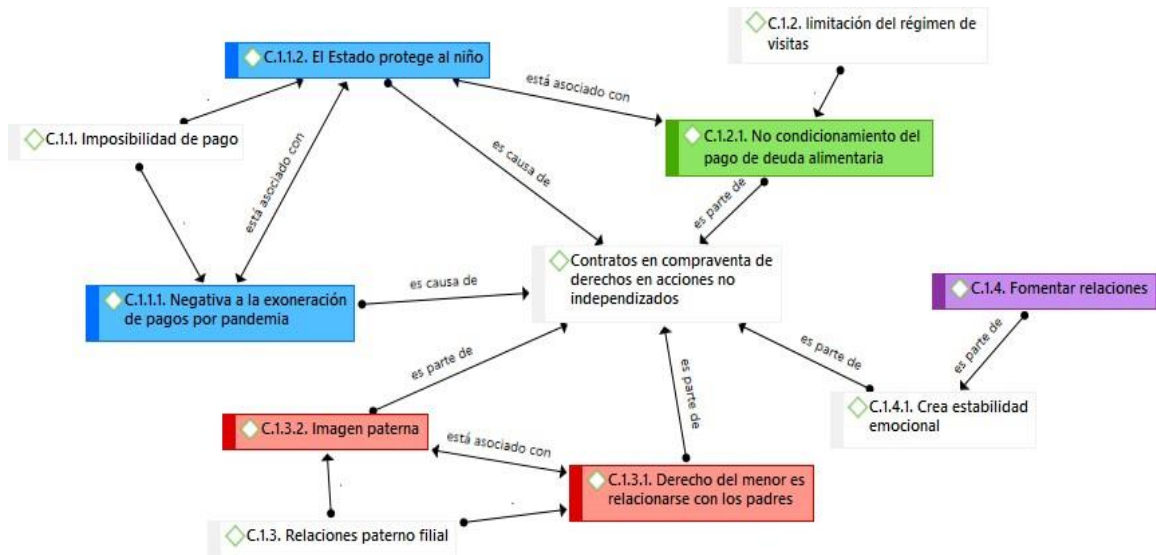 C.1.2. limitación del régimen de
visitas
C.1.1.2. El Estado protege al niño
está asociado con
C.1.1. Imposibilidad de pago
C.1.2.1. No condicionamiento del
pago de deuda alimentaria
está asociado con
es causa de
es parte de
Contratos en compraventa de
derechos en acciones no
independizados
C.1.1.1. Negativa a la exoneración
de pagos por pandemia
es causa de
C.1.4. Fomentar relaciones
es parte de
es parte de
es parte de
es parte de
C.1.4.1. Crea estabilidad
emocional
C.1.3.2. Imagen paterna
está asociado con
C.1.3.1. Derecho del menor es
relacionarse con los padres
C.1.3. Relaciones paterno filial